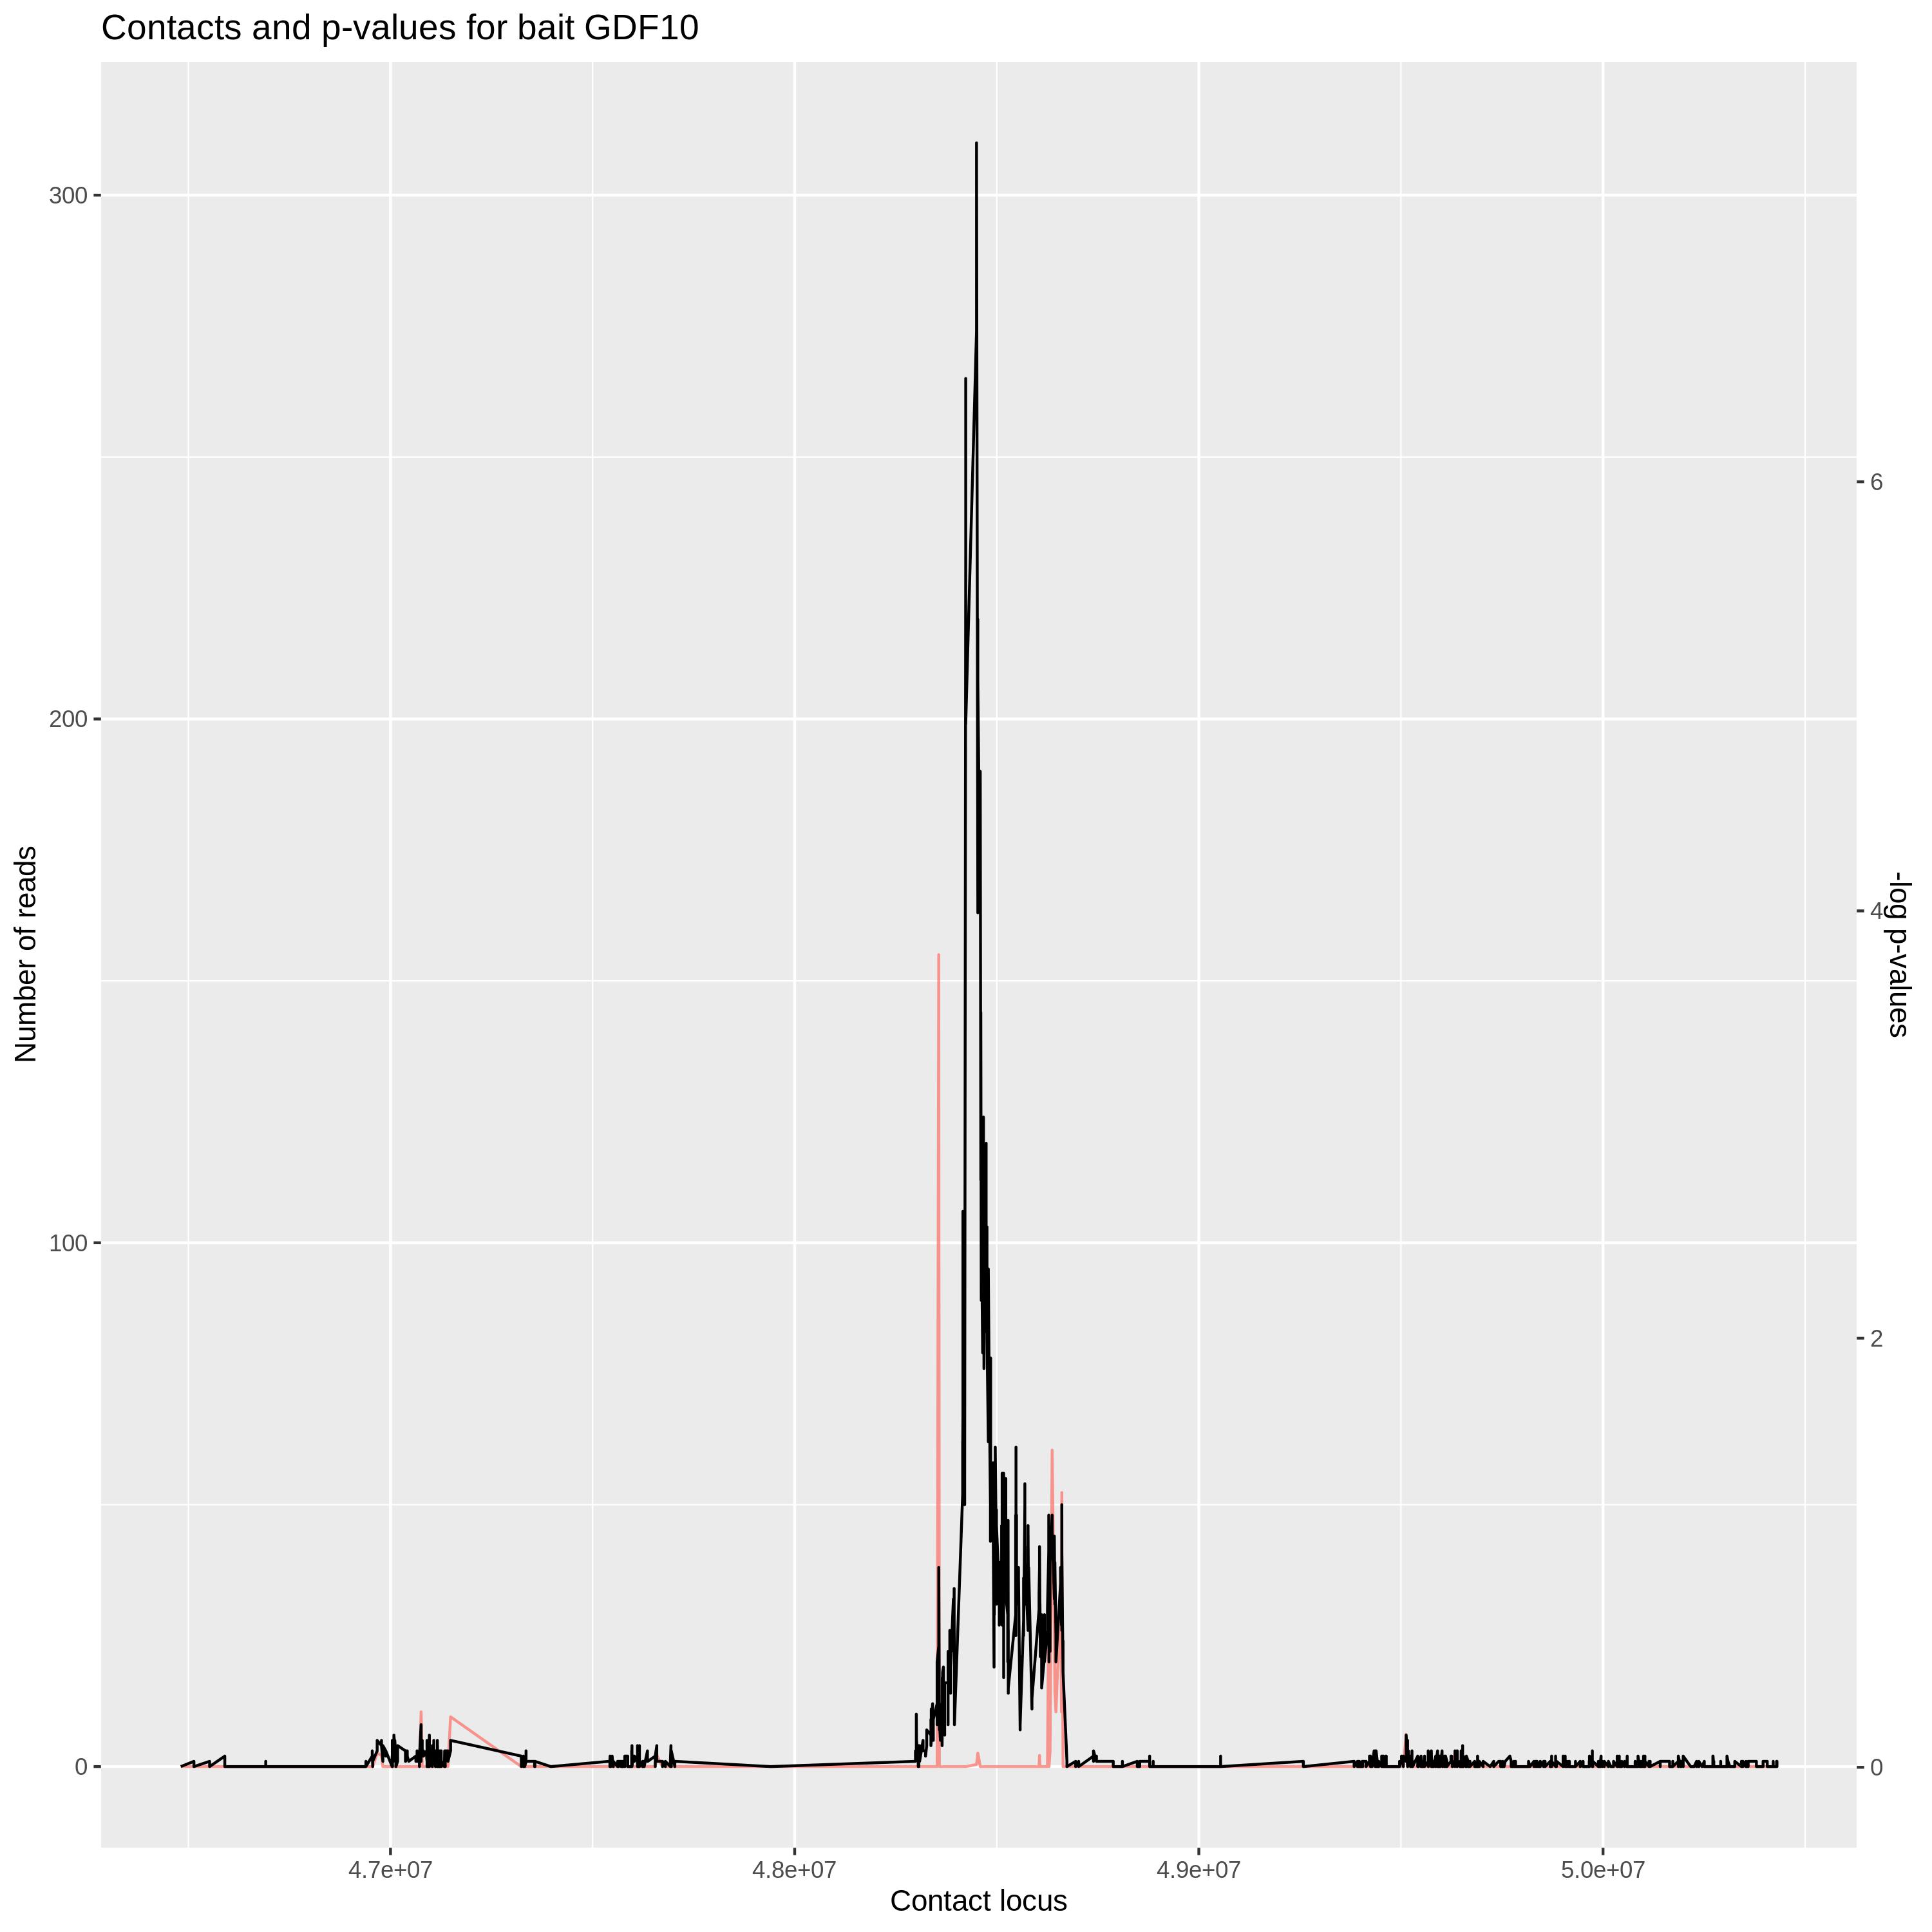 Contacts and p-values for bait GDF10
300
200
100
0
Number of reads
6
4
2
0
-log p-values
4.7e+07
4.8e+07
4.9e+07
5.0e+07
Contact locus